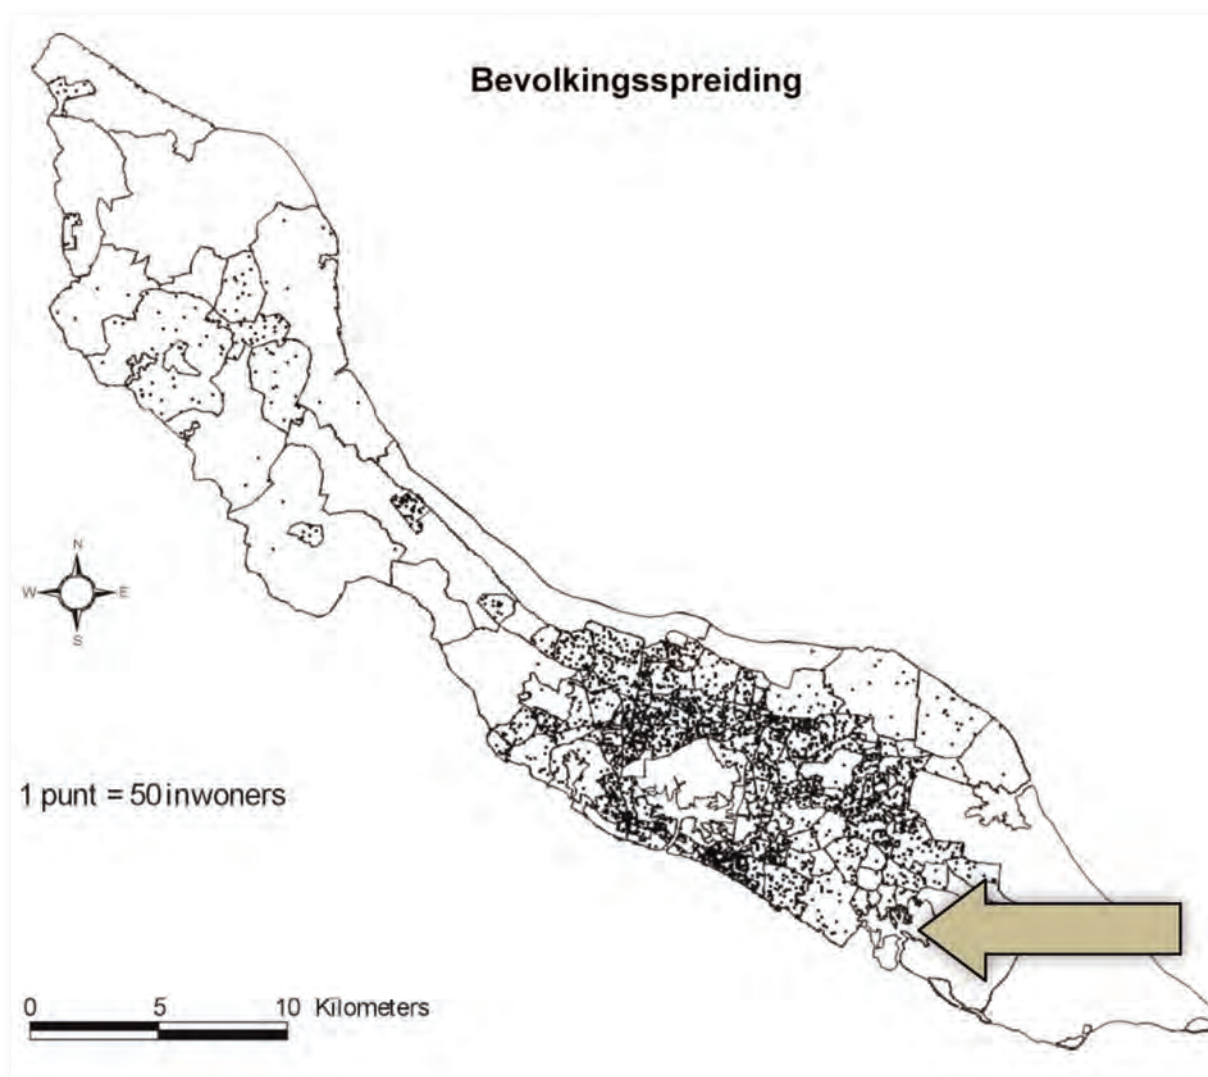 Bevolkingsspreiding
N
W E
S
1 punt = 50 inwoners
0 5 10 Kilometers